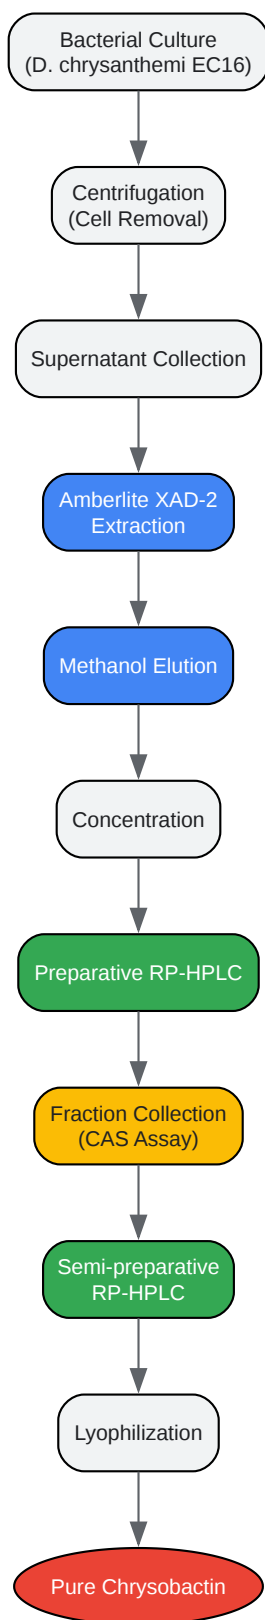 Bacterial Culture
(D. chrysanthemi EC16)
Centrifugation
(Cell Removal)
Supernatant Collection
Amberlite XAD-2
Extraction
Methanol Elution
Concentration
Preparative RP-HPLC
Fraction Collection
(CAS Assay)
Semi-preparative
RP-HPLC
Lyophilization
Pure Chrysobactin